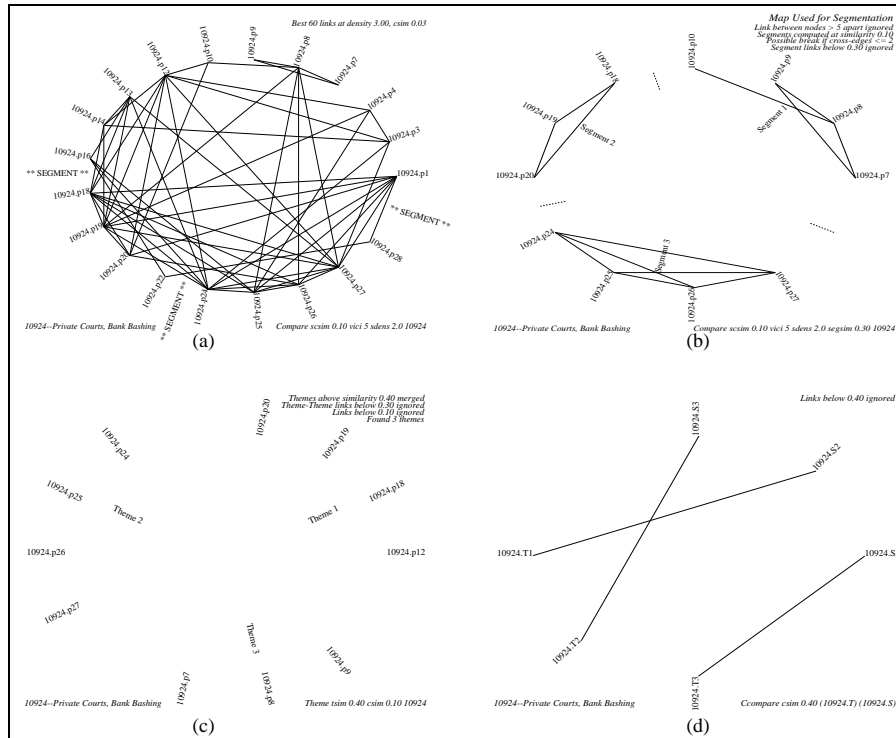 Best 60 links at density 3.00, csim 0.03
10924.p9
10924.p8
10924.p10
10924.p12
10924.p7
10924.p13
10924.p4
10924.p14
10924.p3
10924.p16
10924.p1
** SEGMENT **
10924.p18
** SEGMENT **
10924.p19
10924.p28
10924.p20
10924.p27
10924.p22
10924.p26
10924.p24
10924.p25
** SEGMENT **
10924--Private Courts, Bank Bashing
Compare scsim 0.10 vici 5 sdens 2.0 10924
(a)
Map Used for Segmentation
Link between nodes > 5 apart ignored
Segments computed at similarity 0.10
Possible break if cross-edges <= 2
Segment links below 0.30 ignored
10924.p10
10924.p9
10924.p18
10924.p8
10924.p19
Segment 1
Segment 2
10924.p20
10924.p7
10924.p24
Segment 3
10924.p25
10924.p27
10924.p26
10924--Private Courts, Bank Bashing
Compare scsim 0.10 vici 5 sdens 2.0 segsim 0.30 10924
(b)
Themes above similarity 0.40 merged
Theme-Theme links below 0.30 ignored
Links below 0.10 ignored
Found 3 themes
10924.p20
10924.p19
10924.p24
10924.p18
10924.p25
Theme 2
Theme 1
10924.p26
10924.p12
10924.p27
Theme 3
10924.p9
10924.p7
10924.p8
10924--Private Courts, Bank Bashing
Theme tsim 0.40 csim 0.10 10924
(c)
Links below 0.40 ignored
10924.S3
10924.S2
10924.T1
10924.S
10924.T2
10924.T3
10924--Private Courts, Bank Bashing
Ccompare csim 0.40 (10924.T) (10924.S)
(d)